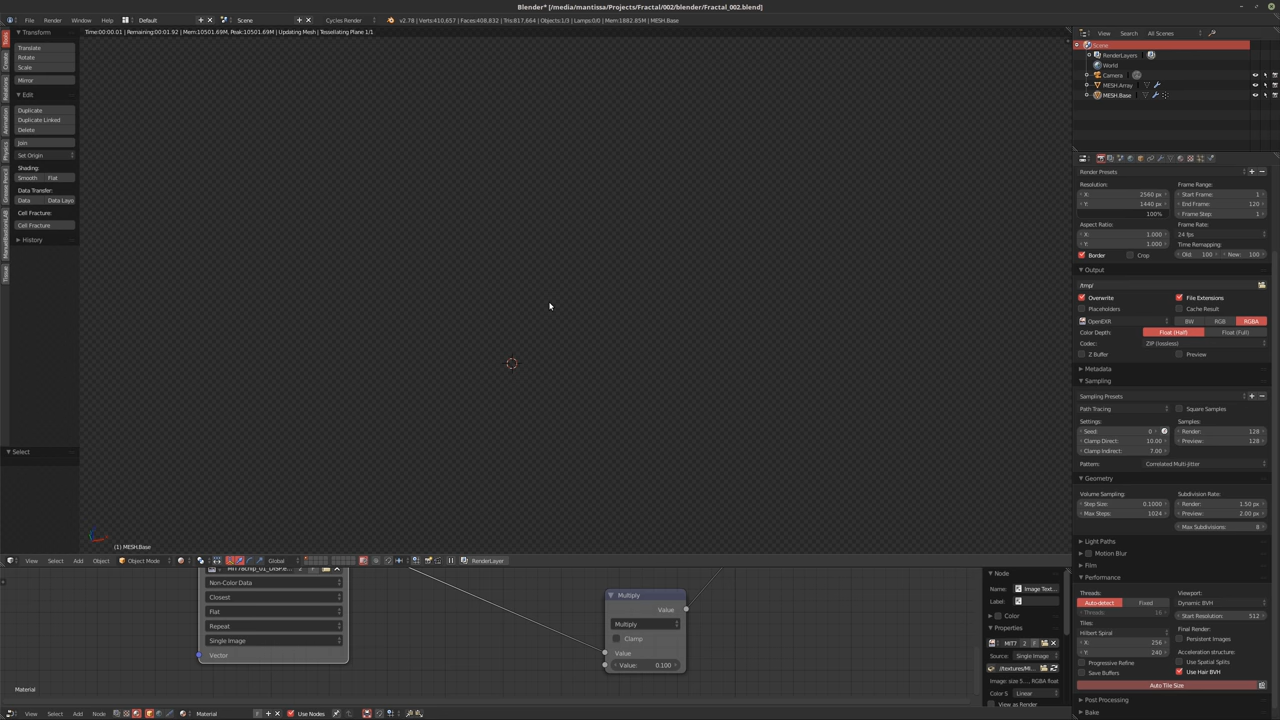 Blender* [/media/mantissa/Projects/Fractal/002/blender/Fractal_002.blend]
File Render Window Help Default Scene Cycles Render v2.78 | Verts:410,657 | Faces:408,832 | Tris:817,664 | Objects:1/3 | Lamps:0/0 | Mem:1882.85M | MESH.Base
Time:00:00.01 | Remaining:00:01.92 | Mem:10501.69M, Peak:10501.69M | Updating Mesh | Tessellating Plane 1/1
Tools
Create
Relations
Animation
Physics
Grease Pencil
Tissue
Transform
Translate
Rotate
Scale
Mirror
Edit
Duplicate
Duplicate Linked
Delete
Join
Set Origin
Shading:
Smooth Flat
Data Transfer:
Data Data Layo
Cell Fracture:
Cell Fracture
History
Select
(1) MESH.Base
View Select Add Object Object Mode Global RenderLayer
Non-Color Data
Closest
Flat
Repeat
Single Image
Vector
Multiply
Value
Multiply
Clamp
Value
Value: 0.100
Material
View Select Add Node Material F Use Nodes
Node
Name: Image Text...
Label:
Color
Properties
MIT7 2 F
Source: Single Image
//textures/Mi...
Image: size 5..., RGBA float
Color S Linear
View as Render
View Search All Scenes
Scene
RenderLayers
World
Camera
MESH.Array
MESH.Base
Render Presets
Resolution: Frame Range:
X: 2560 px Start Frame: 1
Y: 1440 px End Frame: 120
100% Frame Step: 1
Aspect Ratio: Frame Rate:
X: 1.000 24 fps
Y: 1.000 Time Remapping:
Border Crop Old: 100 New: 100
Output
/tmp/
Overwrite File Extensions
Placeholders Cache Result
OpenEXR BW RGB RGBA
Color Depth: Float (Half) Float (Full)
Codec: ZIP (lossless)
Z Buffer Preview
Metadata
Sampling
Sampling Presets
Path Tracing Square Samples
Settings: Samples:
Seed: 0 Render: 128
Clamp Direct: 10.00 Preview: 128
Clamp Indirect: 7.00
Pattern: Correlated Multi-Jitter
Geometry
Volume Sampling: Subdivision Rate:
Step Size: 0.1000 Render: 1.50 px
Max Steps: 1024 Preview: 2.00 px
Max Subdivisions: 8
Light Paths
Motion Blur
Film
Performance
Threads: Viewport:
Auto-detect Fixed Dynamic BVH
Threads: 16 Start Resolution: 512
Tiles: Final Render:
Hilbert Spiral Persistent Images
X: 256 Acceleration structure:
Y: 240 Use Spatial Splits
Progressive Refine Use Hair BVH
Save Buffers
Auto Tile Size
Post Processing
Bake